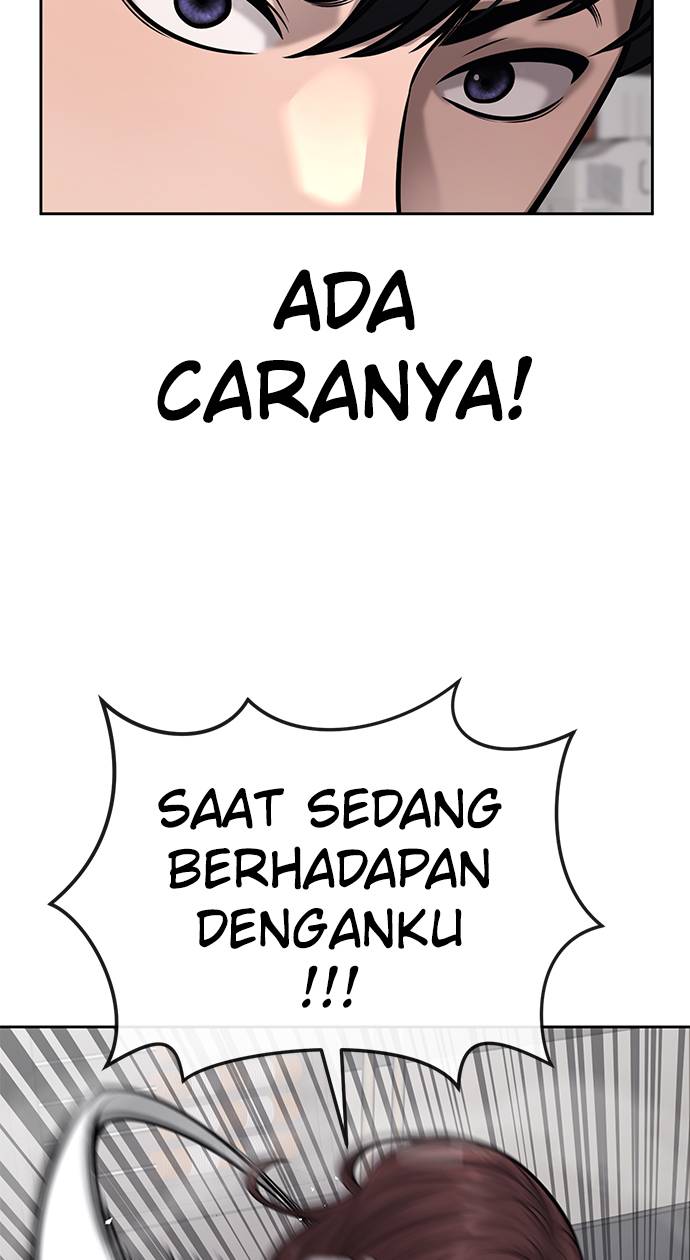 ADA
CARANYA!
SAAT SEDANG
BERHADAPAN
DENGANKU
!!!